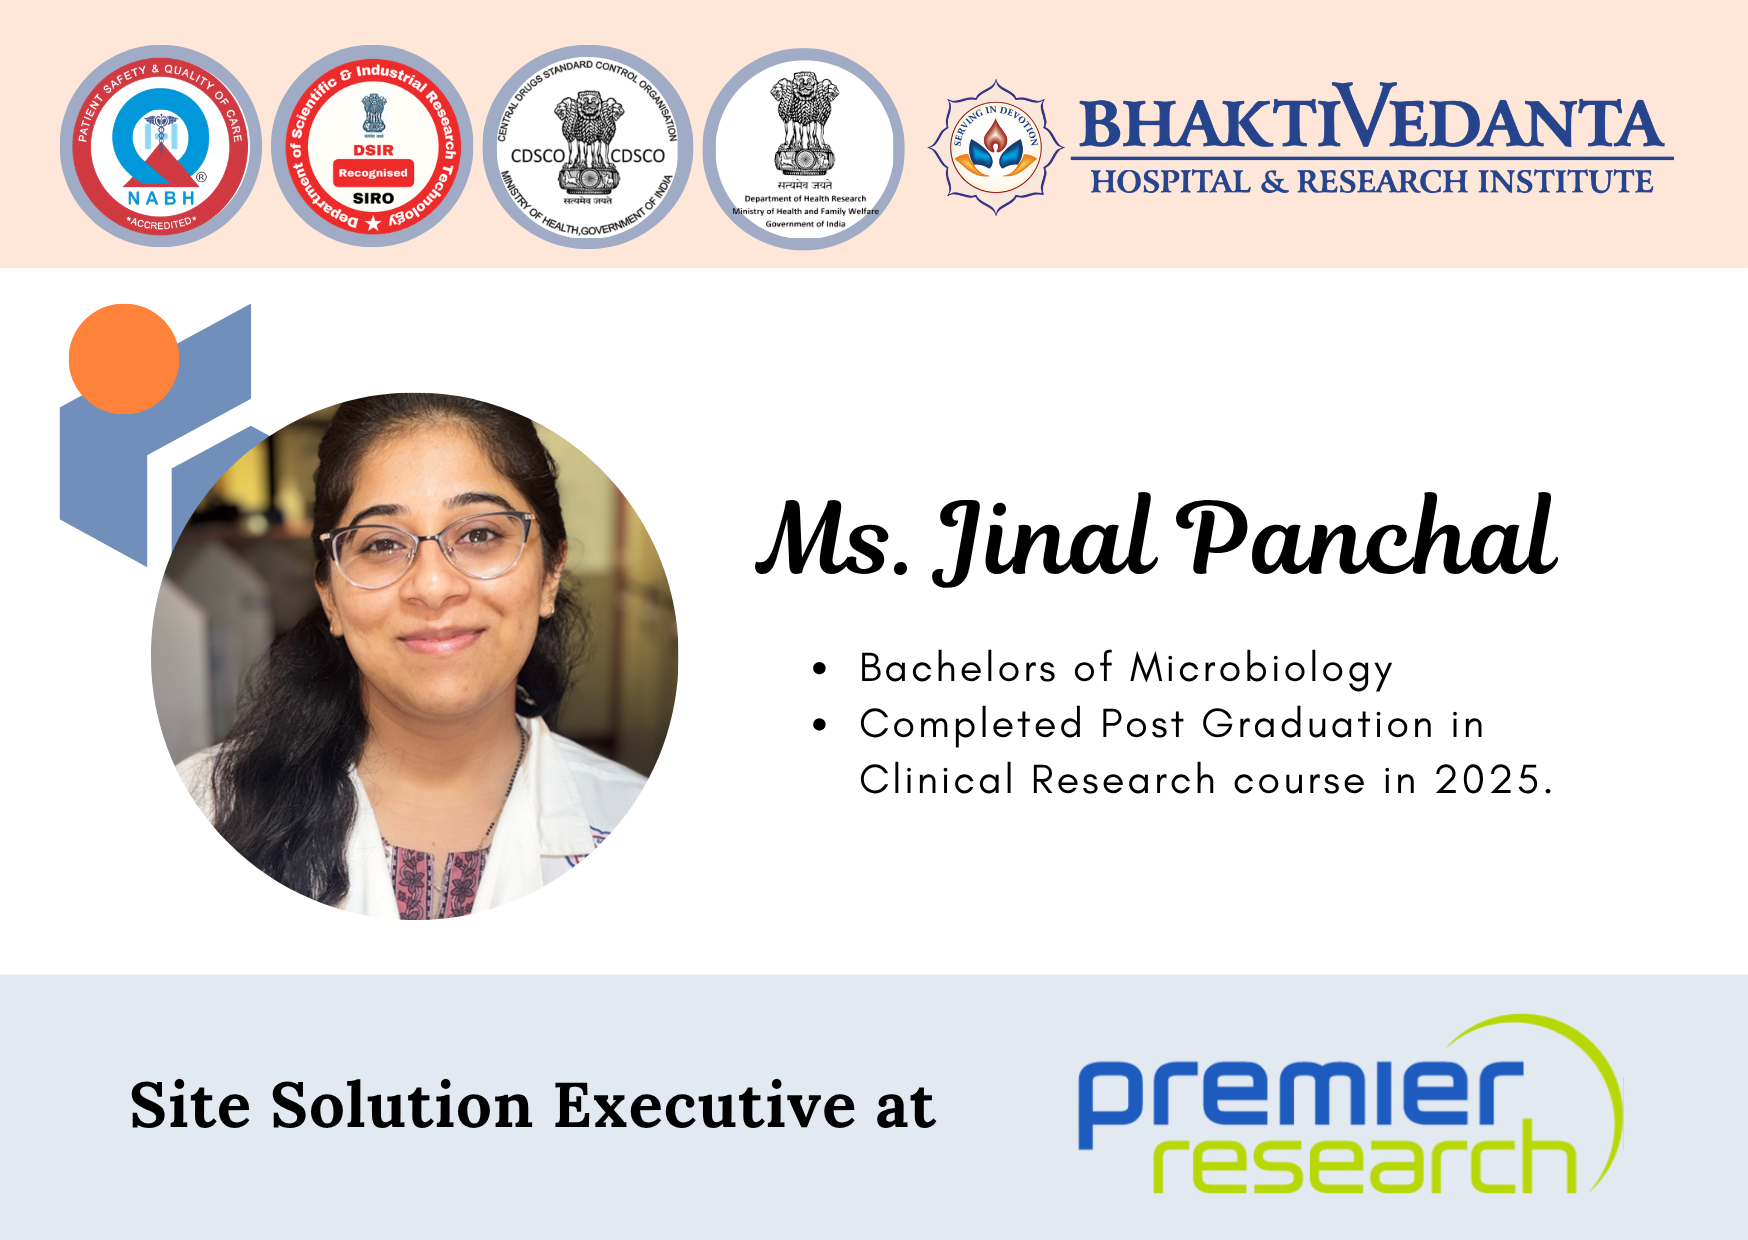 PATIENT SAFETY & QUALITY OF CARE
®
NABH
*ACCREDITED*
Department of Scientific & Industrial Research Technology
सत्यमेव जयते
DSIR
Recognised
SIRO
CENTRAL DRUGS STANDARD CONTROL ORGANISATION
CDSCO CDSCO
सत्यमेव जयते
MINISTRY OF HEALTH,GOVERNMENT OF INDIA
सत्यमेव जयते
Department of Health Research
Ministry of Health and Family Welfare
Government of India
SERVING IN DEVOTION
BHAKTIVEDANTA
HOSPITAL & RESEARCH INSTITUTE
Ms. Jinal Panchal
• Bachelors of Microbiology
• Completed Post Graduation in
Clinical Research course in 2025.
Site Solution Executive at
premier
research